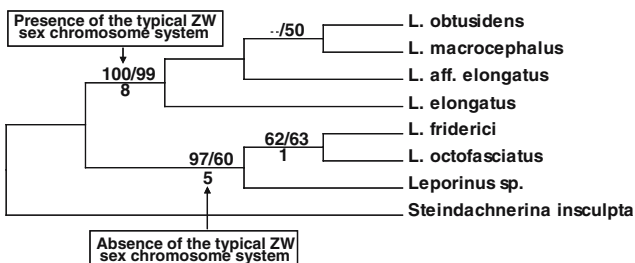 Presence of the typical ZW
sex chromosome system
--/50
L. obtusidens
L. macrocephalus
100/99
8
L. aff. elongatus
L. elongatus
62/63
1
L. friderici
L. octofasciatus
97/60
5
Leporinus sp.
Steindachnerina insculpta
Absence of the typical ZW
sex chromosome system